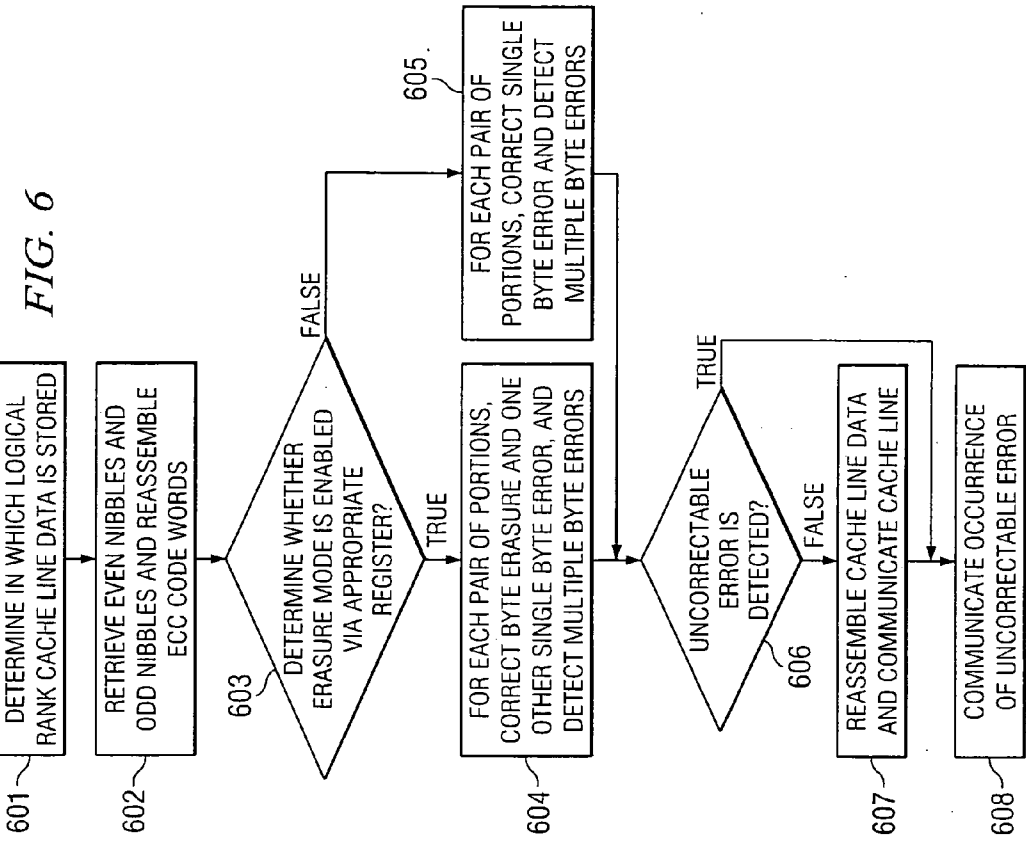 FIG. 6
601
DETERMINE IN WHICH LOGICAL
RANK CACHE LINE DATA IS STORED
602
RETRIEVE EVEN NIBBLES AND
ODD NIBBLES AND REASSEMBLE
ECC CODE WORDS
603
DETERMINE WHETHER
ERASURE MODE IS ENABLED
VIA APPROPRIATE
REGISTER?
FALSE
TRUE
604
FOR EACH PAIR OF PORTIONS,
CORRECT BYTE ERASURE AND ONE
OTHER SINGLE BYTE ERROR, AND
DETECT MULTIPLE BYTE ERRORS
605
FOR EACH PAIR OF
PORTIONS, CORRECT SINGLE
BYTE ERROR AND DETECT
MULTIPLE BYTE ERRORS
UNCORRECTABLE
ERROR IS
DETECTED?
606
TRUE
FALSE
607
REASSEMBLE CACHE LINE DATA
AND COMMUNICATE CACHE LINE
608
COMMUNICATE OCCURRENCE
OF UNCORRECTABLE ERROR